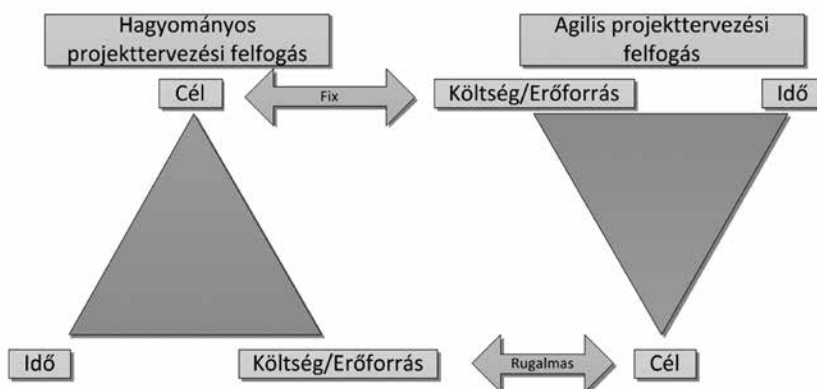 Hagyományos
projekttervezési felfogás
Agilis projekttervezési
felfogás
Cél
Fix
Költség/Erőforrás
Idő
Idő
Költség/Erőforrás
Rugalmas
Cél